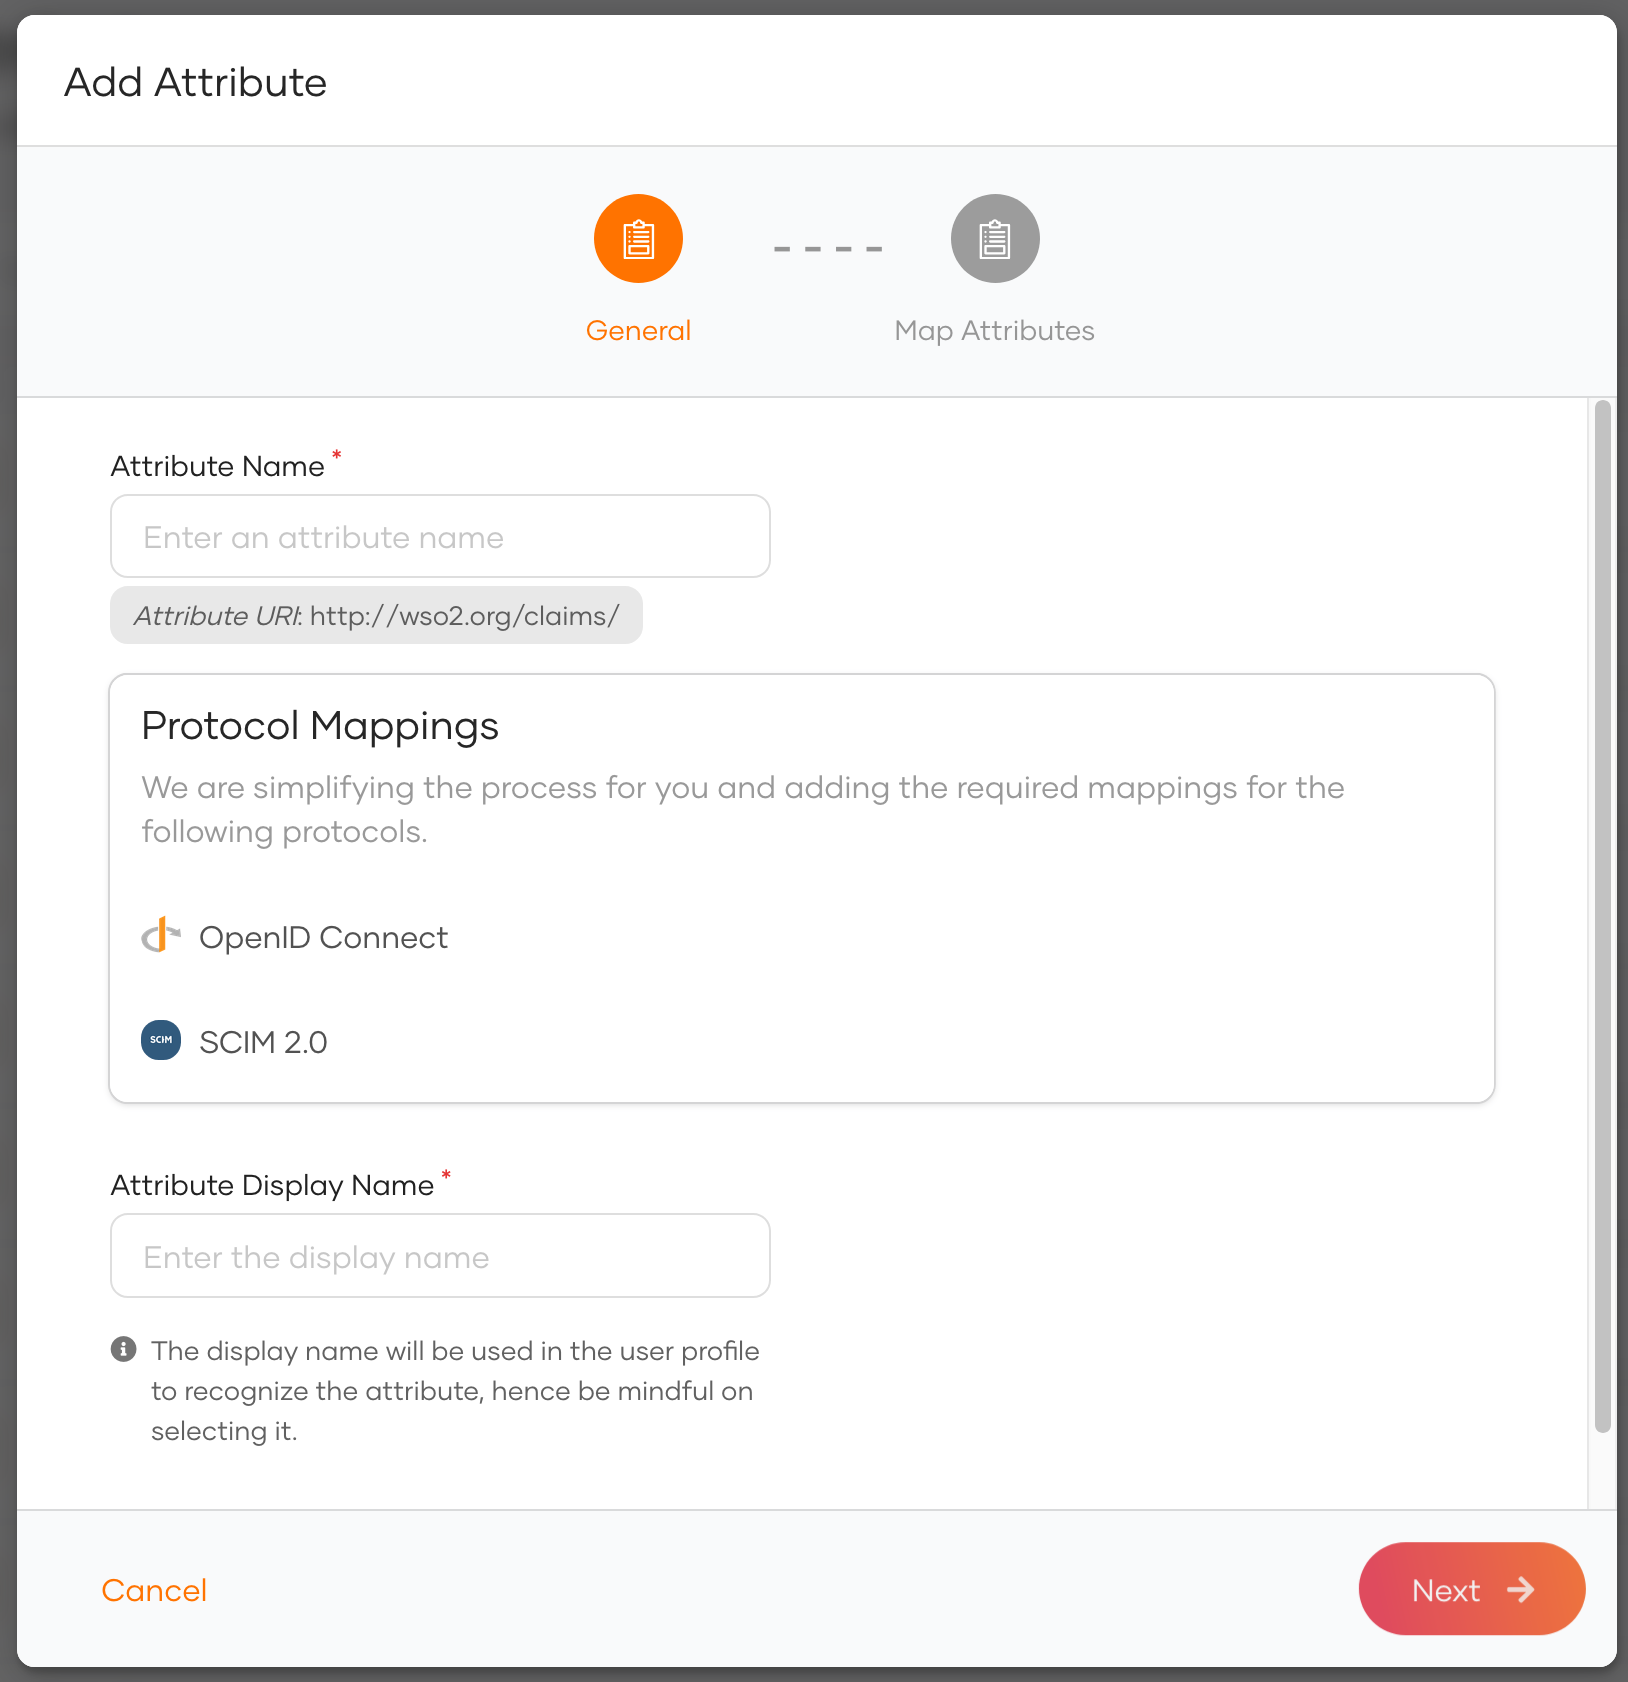 Add Attribute
General
Map Attributes
Attribute Name *
Enter an attribute name
Attribute URI: http://wso2.org/claims/
Protocol Mappings
We are simplifying the process for you and adding the required mappings for the
following protocols.
OpenID Connect
SCIM SCIM 2.0
Attribute Display Name *
Enter the display name
The display name will be used in the user profile
to recognize the attribute, hence be mindful on
selecting it.
Cancel
Next